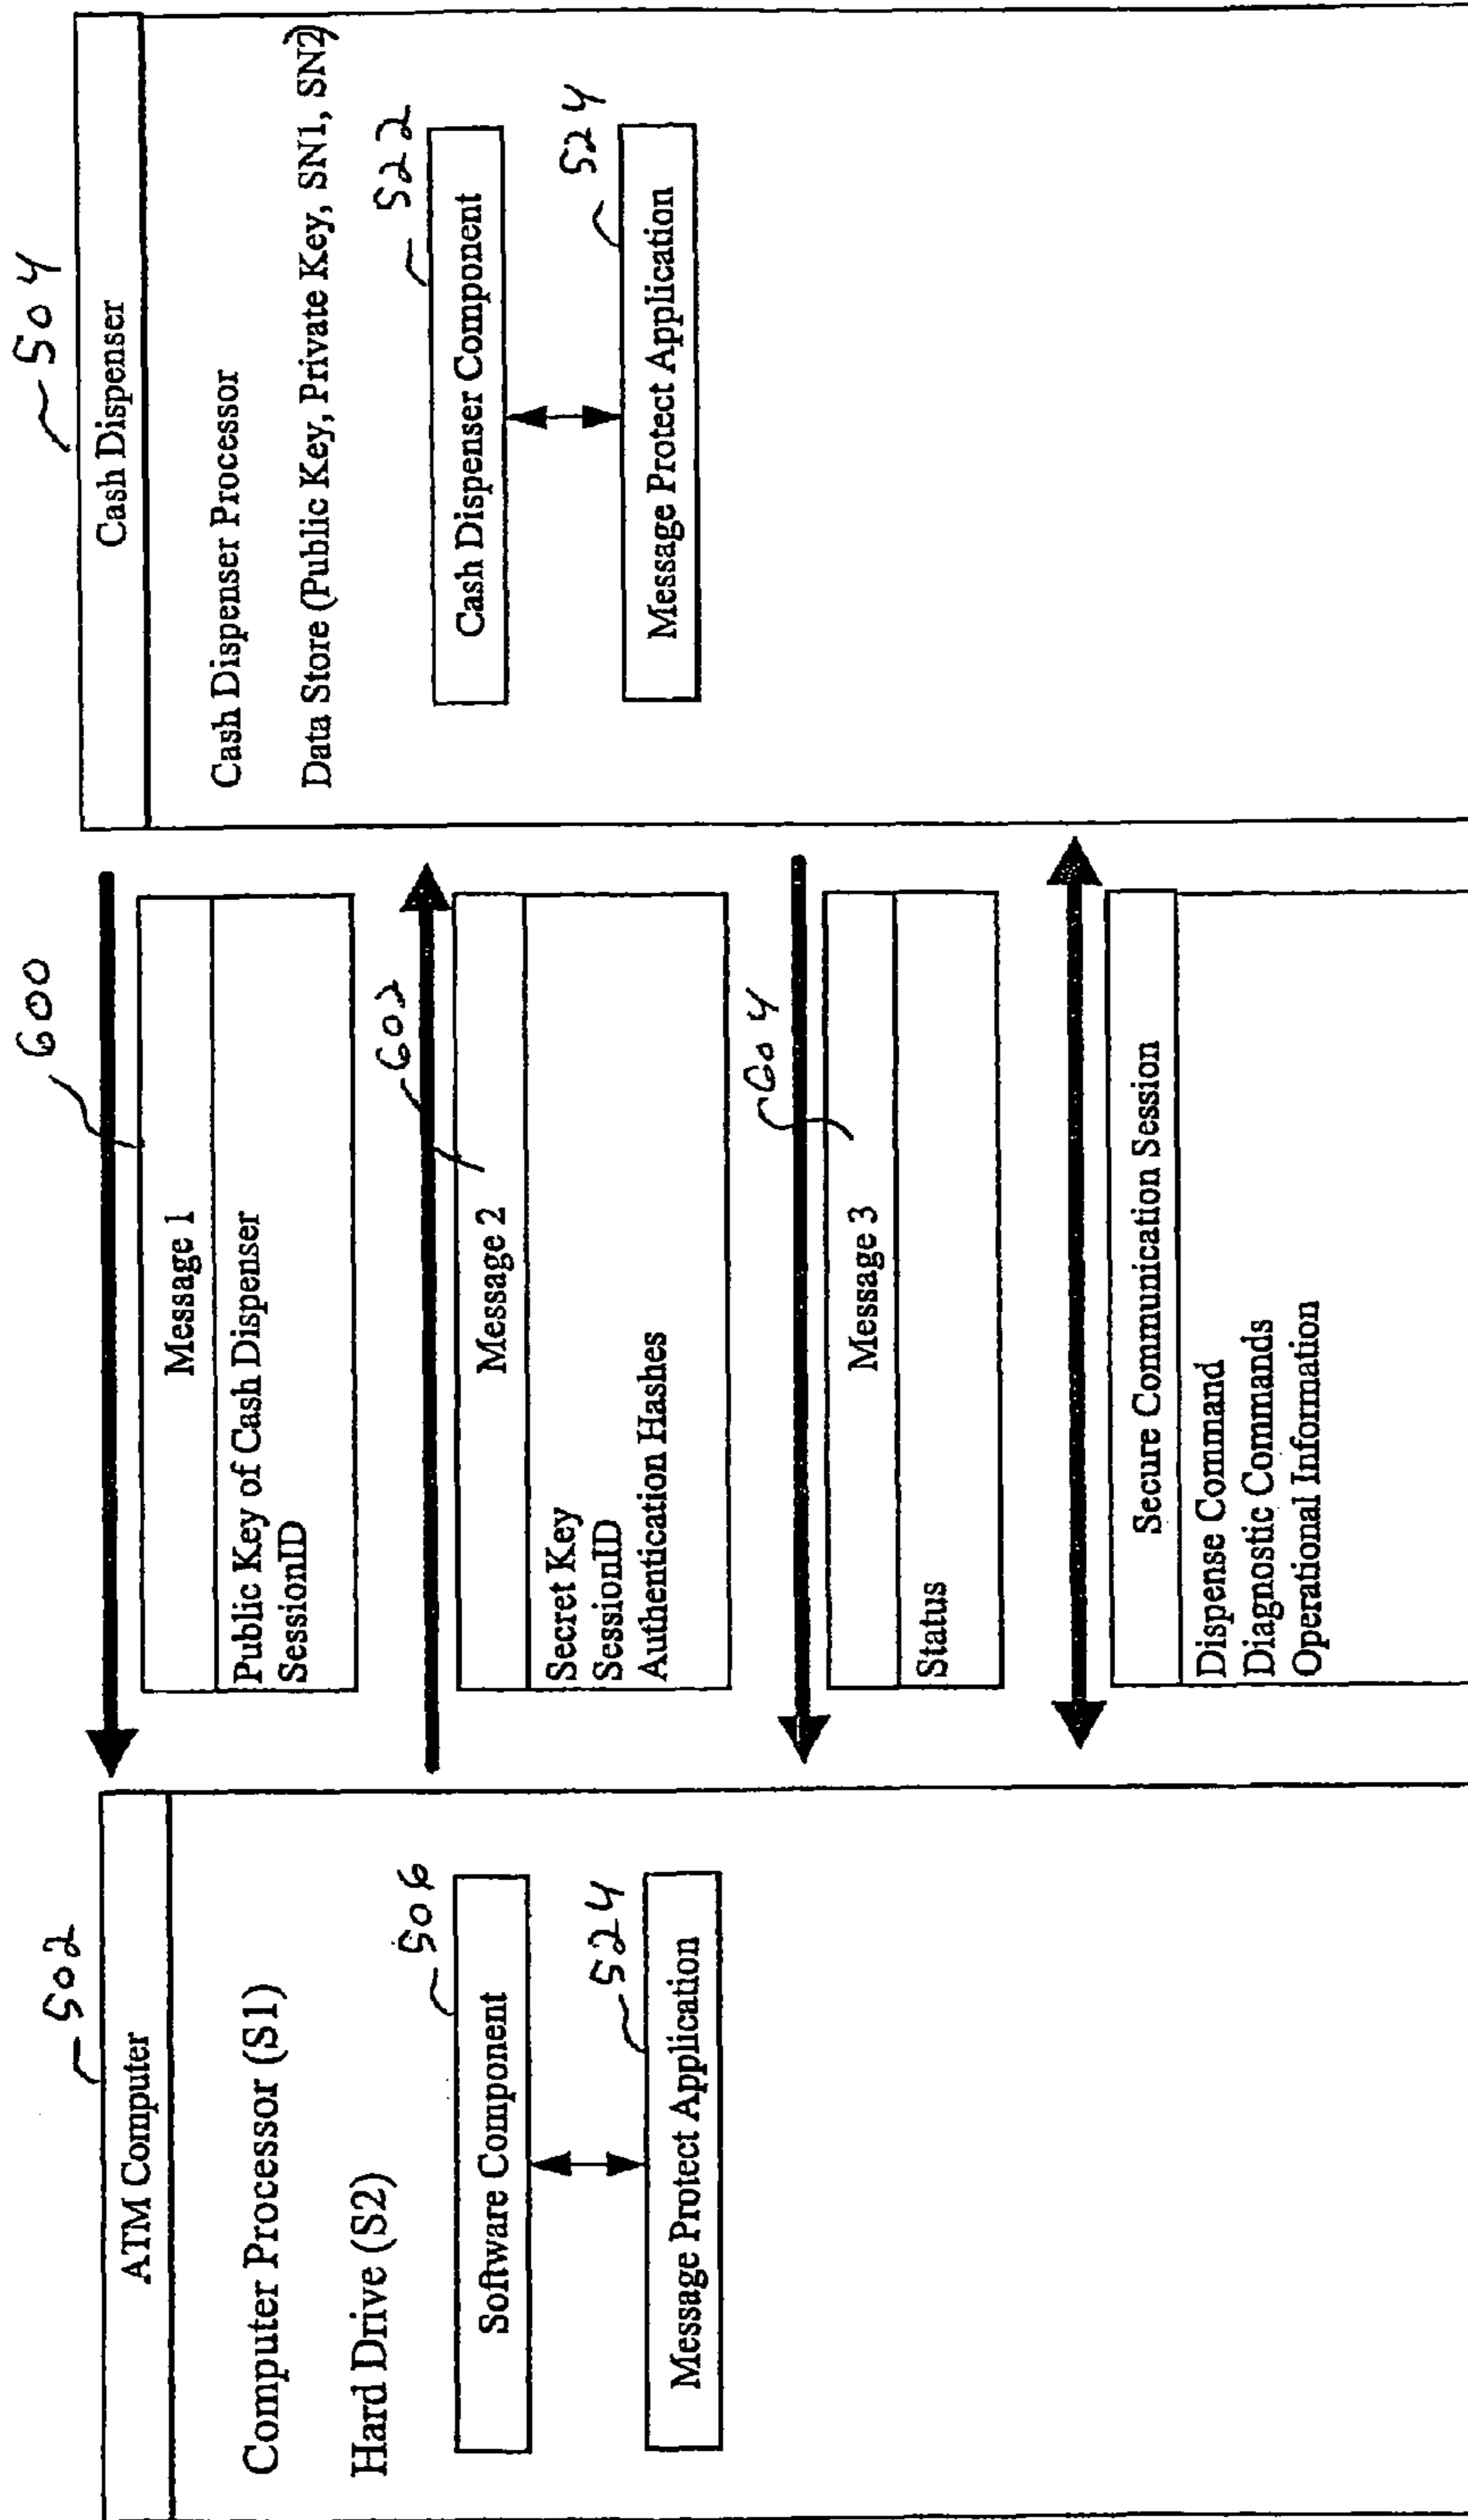 502
ATM Computer
Computer Processor (S1)
Hard Drive (S2)
506
Software Component
524
Message Protect Application
600
Message 1
Public Key of Cash Dispenser
SessionID
602
Message 2
Secret Key
SessionID
Authentication Hashes
604
Message 3
Status
Secure Communication Session
Dispense Command
Diagnostic Commands
Operational Information
504
Cash Dispenser
Cash Dispenser Processor
Data Store (Public Key, Private Key, SN1, SN2)
522
Cash Dispenser Component
524
Message Protect Application